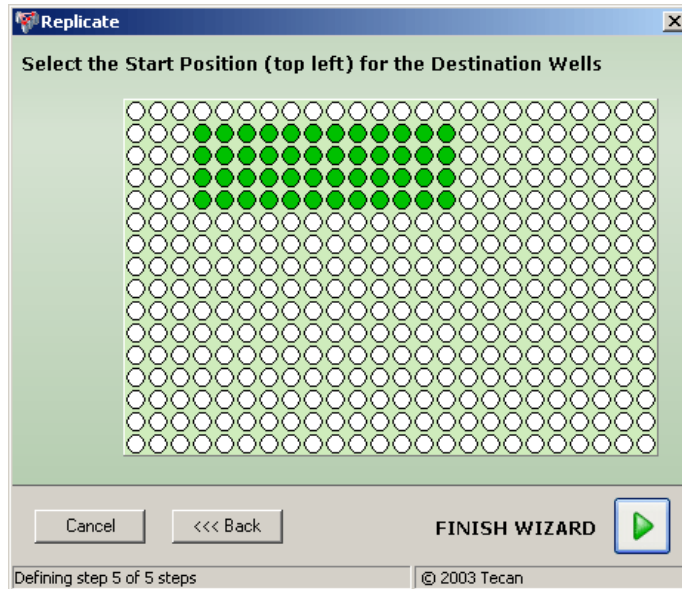 Replicate
Select the Start Position (top left) for the Destination Wells
Cancel
<<< Back
FINISH WIZARD
Defining step 5 of 5 steps
© 2003 Tecan